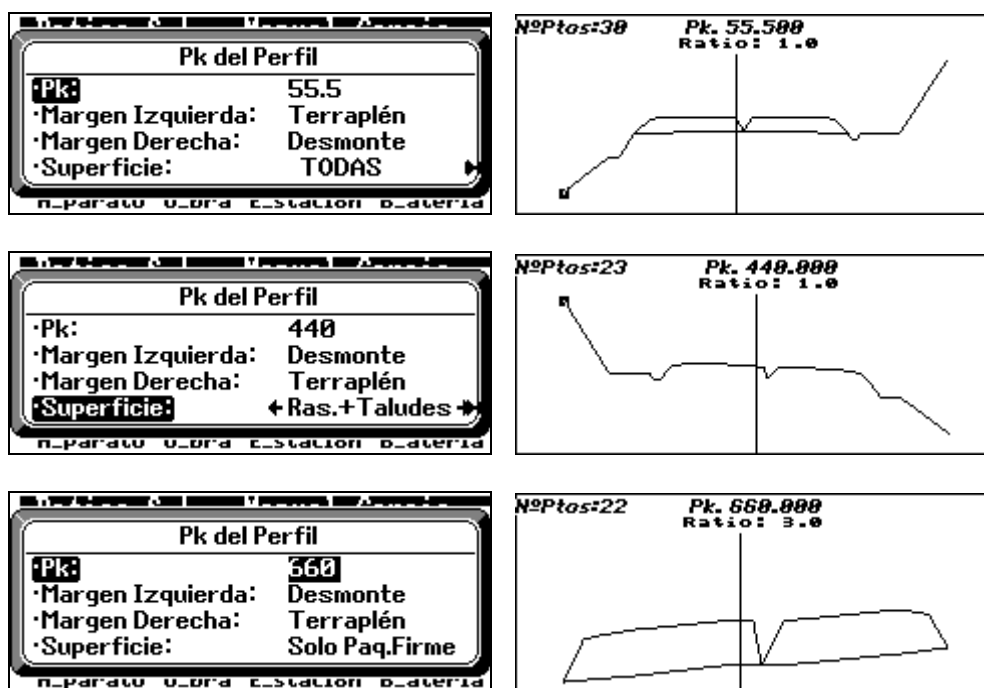 Pk del Perfil
·Pk: 55.5
·Margen Izquierda: Terraplén
·Margen Derecha: Desmonte
·Superficie: TODAS
NºPtos:30 Pk. 55.500
Ratio: 1.0
Pk del Perfil
·Pk: 440
·Margen Izquierda: Desmonte
·Margen Derecha: Terraplén
·Superficie: Ras.+Taludes
NºPtos:23 Pk. 440.000
Ratio: 1.0
Pk del Perfil
·Pk: 660
·Margen Izquierda: Desmonte
·Margen Derecha: Terraplén
·Superficie: Solo Paq.Firme
NºPtos:22 Pk. 660.000
Ratio: 3.0